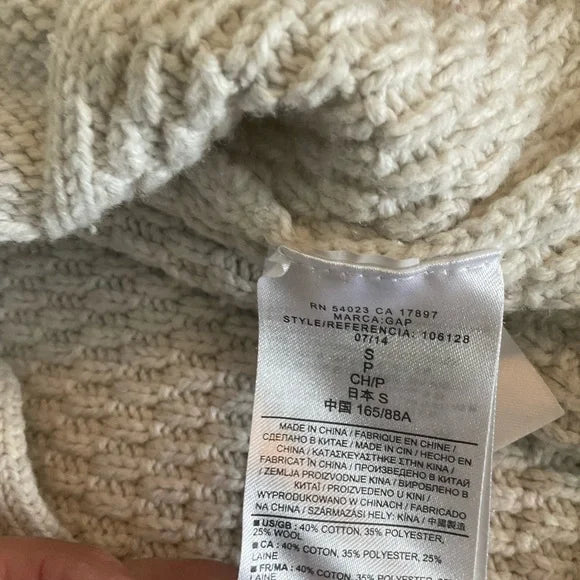 RN 54023 CA 17897
MARCA:GAP
STYLE/REFERENCIA: 106128
07/14
S
P
CH/P
日本 S
中国 165/88A
MADE IN CHINA / FABRIQUE EN CHINE /
СДЕЛАНО В КИТАЕ / MADE IN CIN / HECHO EN
CHINA / ΚΑΤΑΣΚΕΥΑΣΤΗΚΕ ΣΤΗΝ ΚΙΝΑ /
FABRICAT ÎN CHINA / ПРОИЗВЕДЕНО В КИТАЙ
/ ZEMLJA PROIZVODNJE KINA / ВИРОБЛЕНО В
КИТАЇ / PROIZVEDENO U KINI /
WYPRODUKOWANO W CHINACH / FABRICADO
NA CHINA / SZÁRMAZÁSI HELY: KÍNA / 中國製造
US/GB : 40% COTTON, 35% POLYESTER,
25% WOOL
CA : 40% COTON, 35% POLYESTER, 25%
LAINE
FR/MA : 40% COTON, 35% POLYESTER, 25%
LAINE